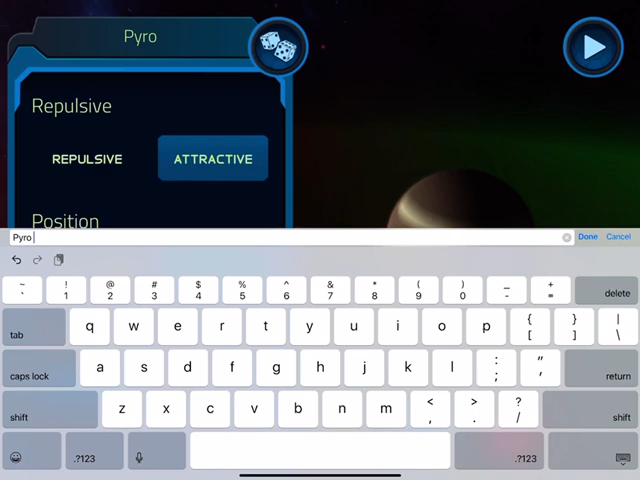 Pyro
Repulsive
REPULSIVE ATTRACTIVE
Position
Pyro
Done Cancel
~ ! @ # $ % ^ & * ( ) _ +
` 1 2 3 4 5 6 7 8 9 0 - = delete
tab q w e r t y u i o p { [ } ] | \
caps lock a s d f g h j k l : ; " ' return
shift z x c v b n m < , > . ? / shift
.?123 .?123